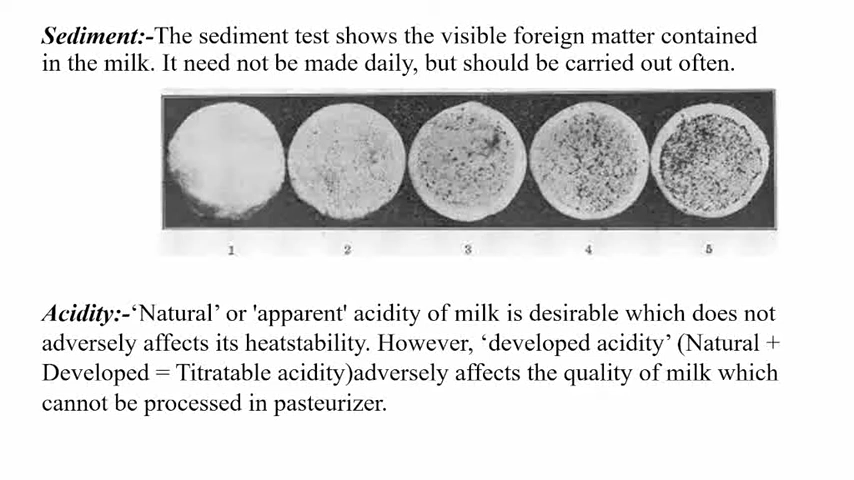 Sediment:-The sediment test shows the visible foreign matter contained
in the milk. It need not be made daily, but should be carried out often.
1 2 3 4 5
Acidity:-‘Natural’ or 'apparent' acidity of milk is desirable which does not
adversely affects its heatstability. However, ‘developed acidity’ (Natural +
Developed = Titratable acidity)adversely affects the quality of milk which
cannot be processed in pasteurizer.